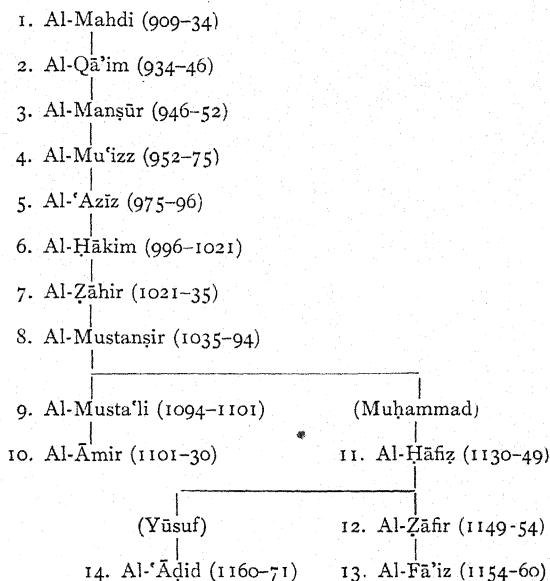 1. Al-Mahdi (909–34)
2. Al-Qā’im (934–46)
3. Al-Manṣūr (946–52)
4. Al-Mu‘izz (952–75)
5. Al-‘Azīz (975–96)
6. Al-Ḥākim (996–1021)
7. Al-Ẓāhir (1021–35)
8. Al-Mustanṣir (1035–94)
9. Al-Musta‘li (1094–1101) (Muḥammad)
10. Al-Āmir (1101–30) 11. Al-Ḥāfiẓ (1130–49)
(Yūsuf) 12. Al-Ẓāfir (1149-54)
14. Al-‘Āḍid (1160–71) 13. Al-Fā’iz (1154–60)